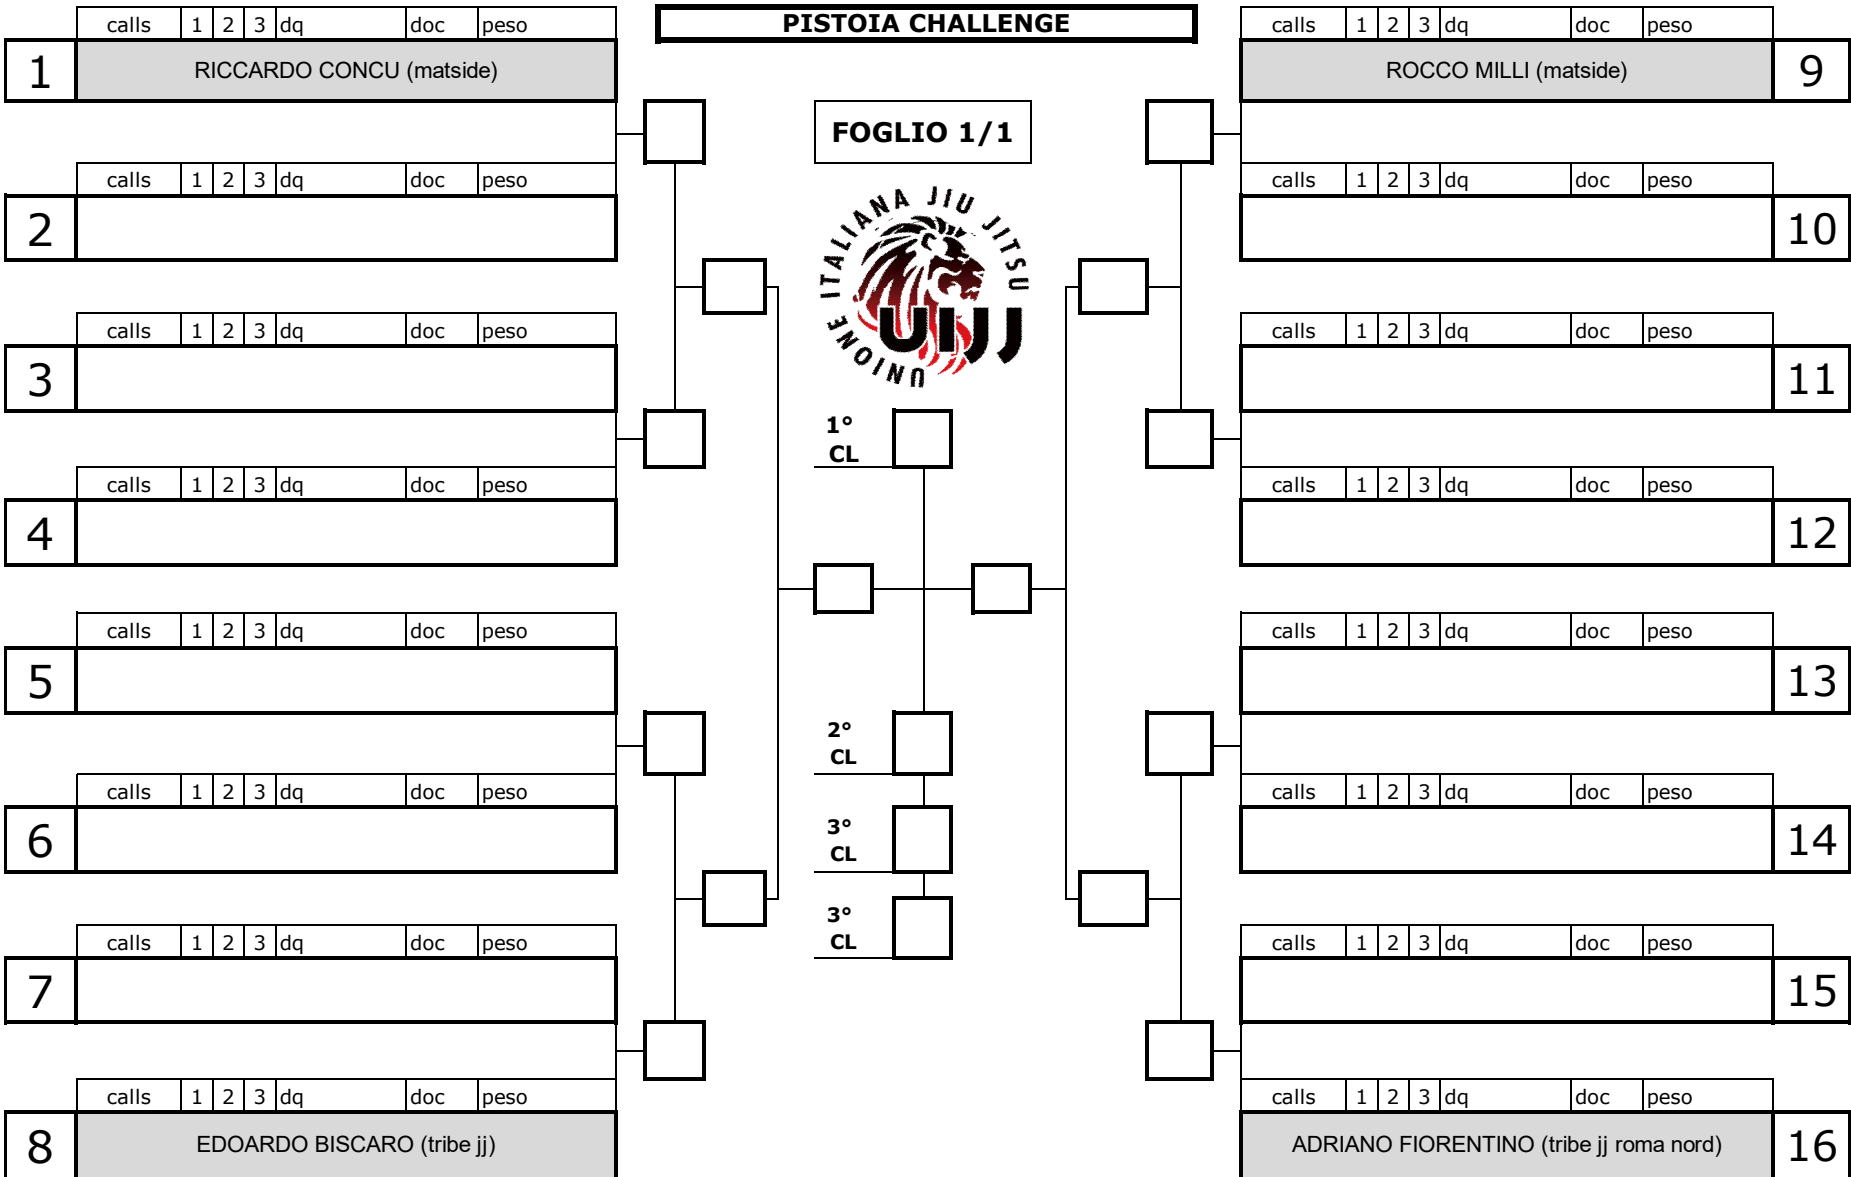 PISTOIA CHALLENGE
FOGLIO 1/1
UNIONE ITALIANA JIU JITSU
UIJJ
calls 1 2 3 dq doc peso
1 RICCARDO CONCU (matside)
calls 1 2 3 dq doc peso
2
calls 1 2 3 dq doc peso
3
calls 1 2 3 dq doc peso
4
calls 1 2 3 dq doc peso
5
calls 1 2 3 dq doc peso
6
calls 1 2 3 dq doc peso
7
calls 1 2 3 dq doc peso
8 EDOARDO BISCARO (tribe jj)
1°
CL
2°
CL
3°
CL
3°
CL
calls 1 2 3 dq doc peso
ROCCO MILLI (matside) 9
calls 1 2 3 dq doc peso
10
calls 1 2 3 dq doc peso
11
calls 1 2 3 dq doc peso
12
calls 1 2 3 dq doc peso
13
calls 1 2 3 dq doc peso
14
calls 1 2 3 dq doc peso
15
calls 1 2 3 dq doc peso
ADRIANO FIORENTINO (tribe jj roma nord) 16